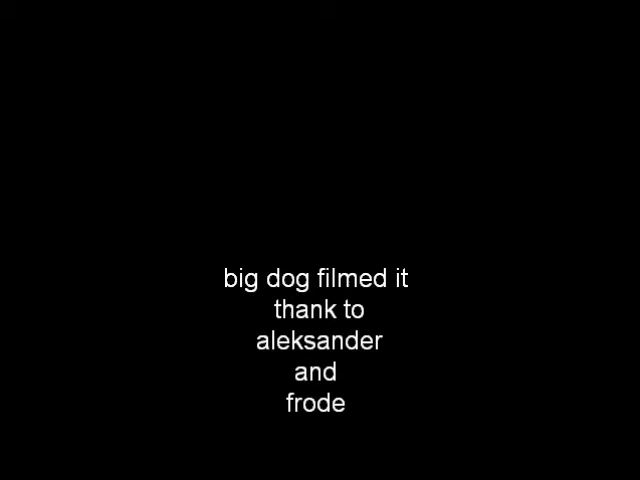 big dog filmed it
thank to
aleksander
and
frode